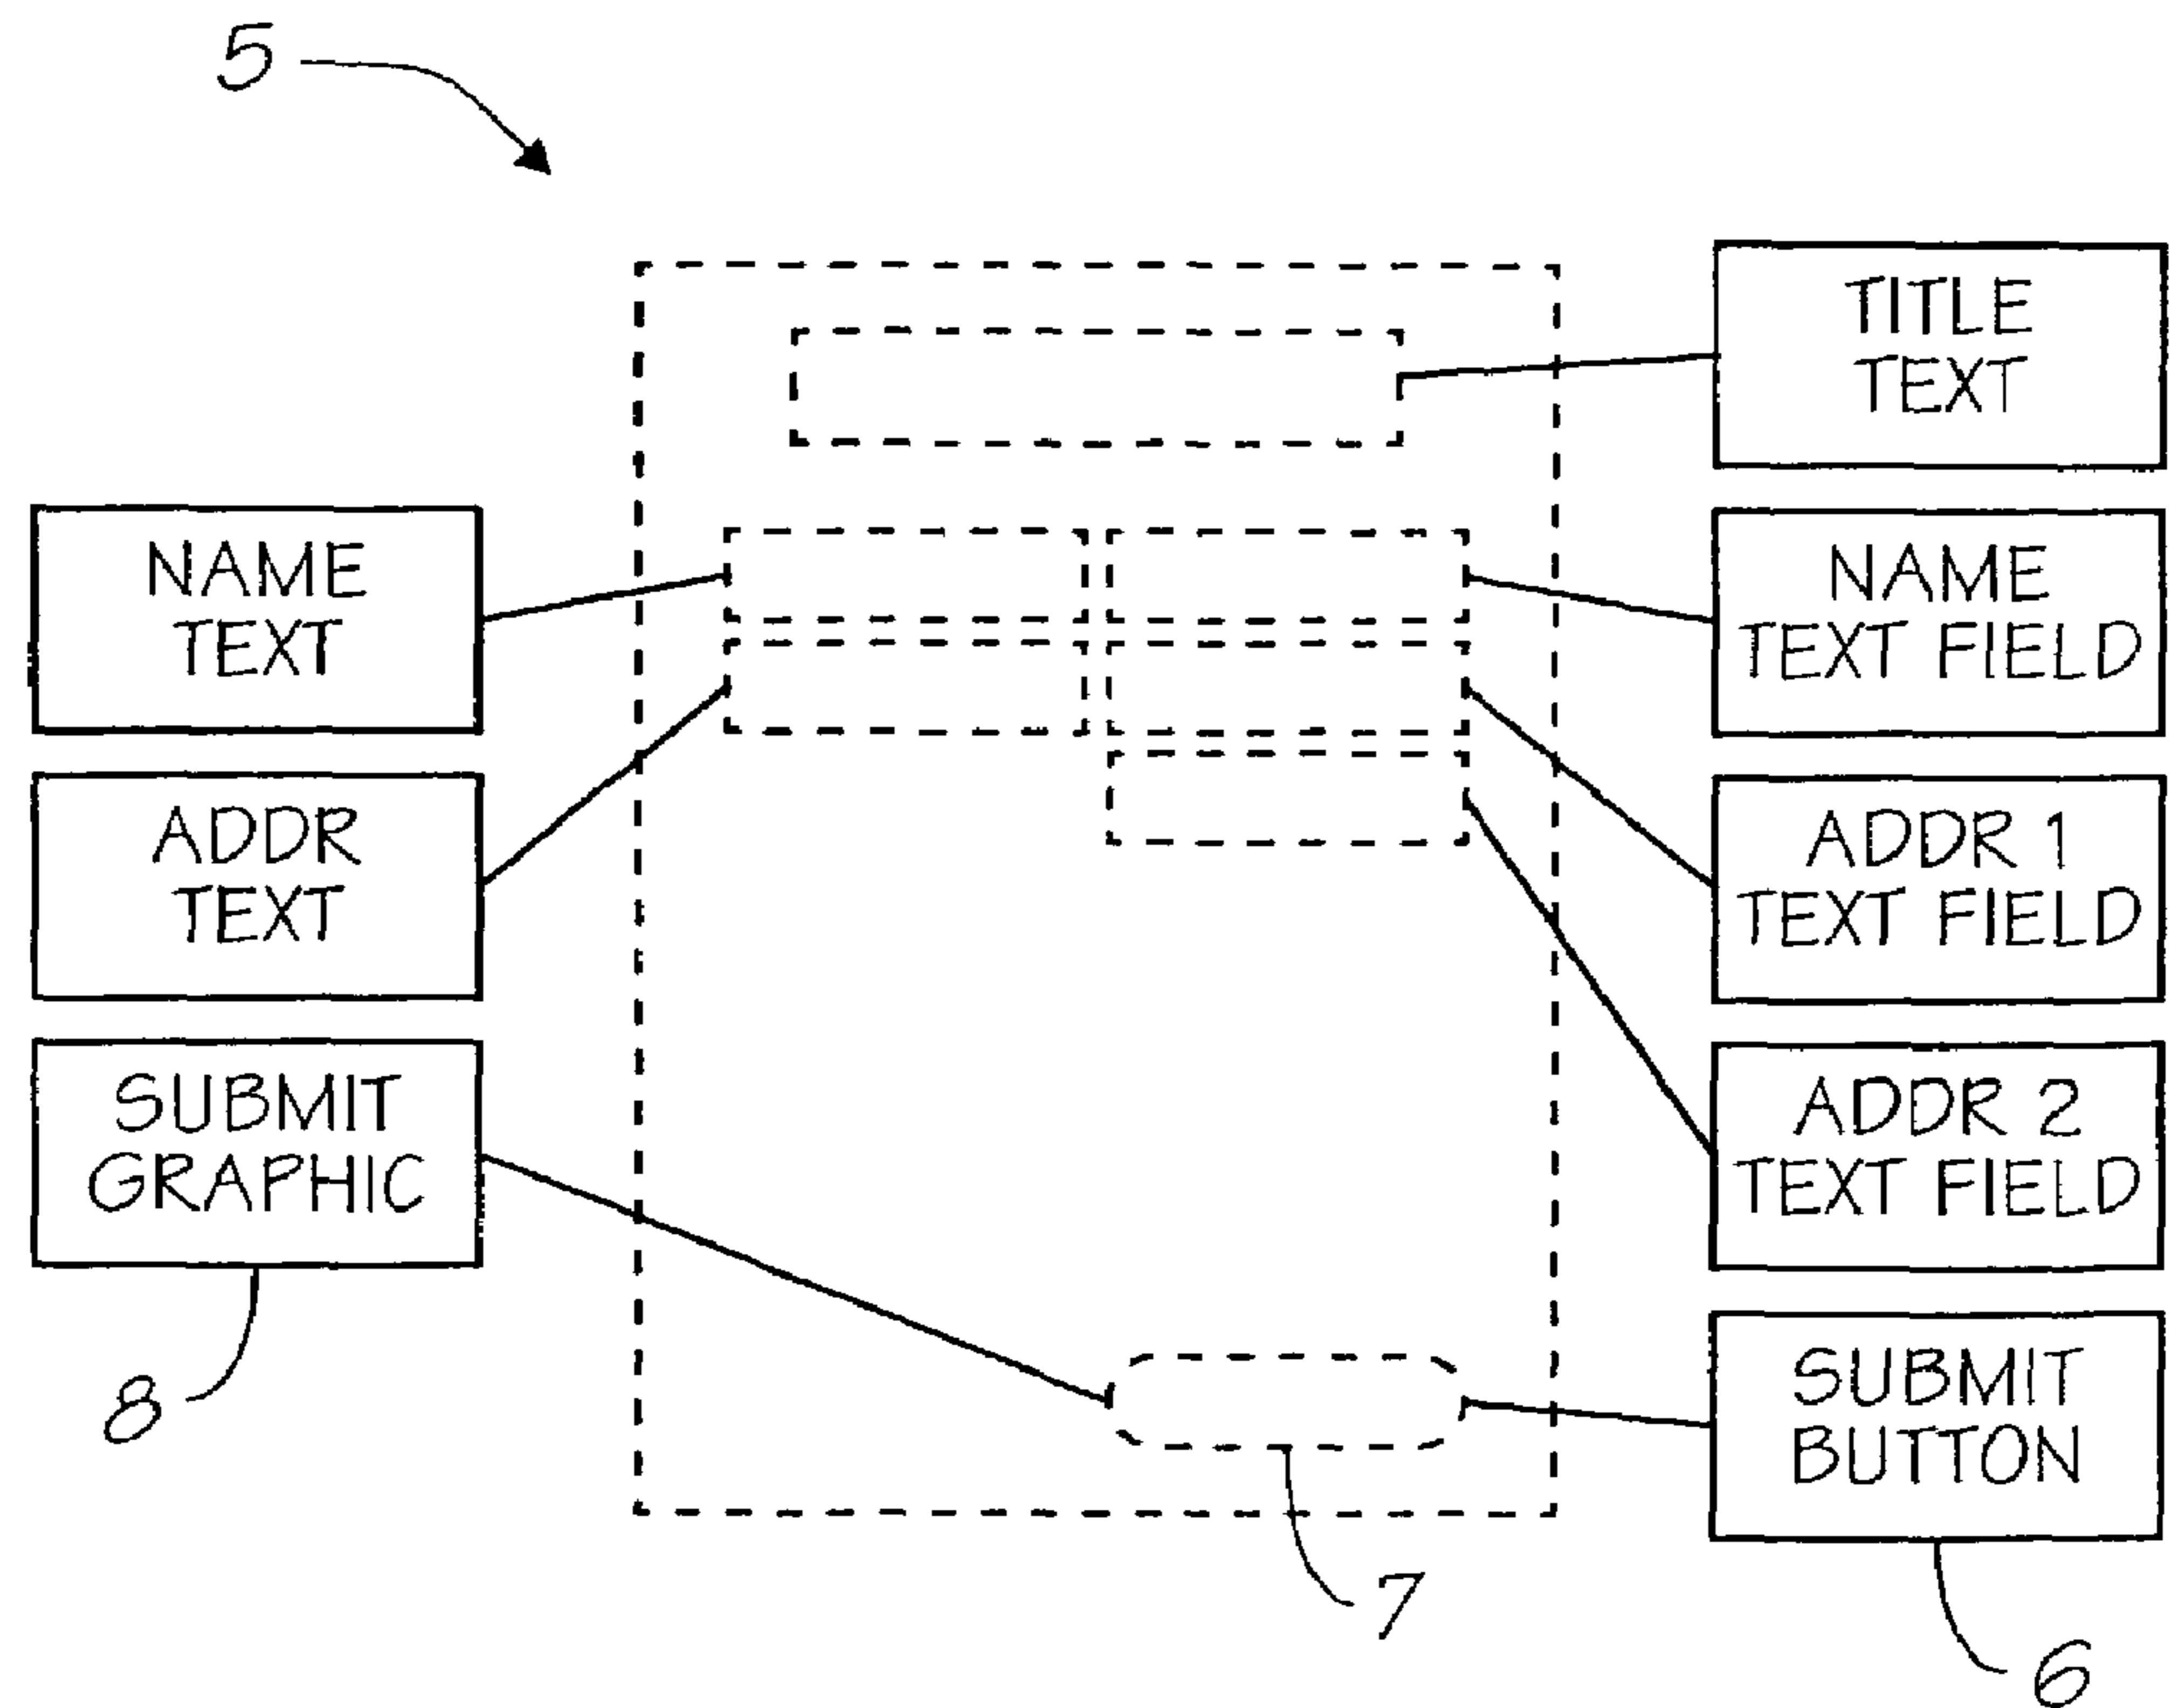 5
TITLE
TEXT
NAME
TEXT
NAME
TEXT FIELD
ADDR
TEXT
ADDR 1
TEXT FIELD
SUBMIT
GRAPHIC
ADDR 2
TEXT FIELD
SUBMIT
BUTTON
8
7
6